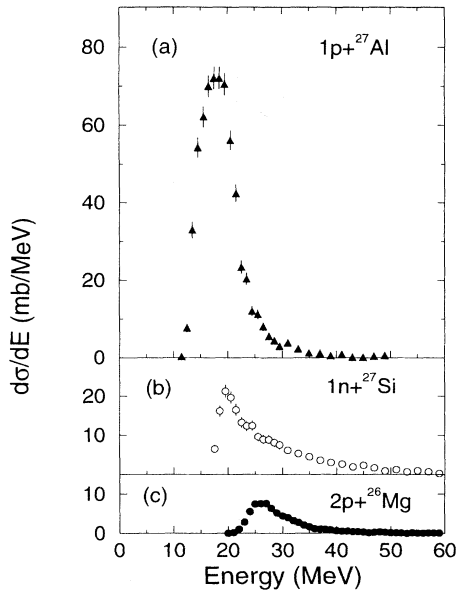 80
(a) 1p+²⁷Al
60
40
20
0
dσ/dE (mb/MeV)
(b) 1n+²⁷Si
20
10
(c) 2p+²⁶Mg
10
0
0 10 20 30 40 50 60
Energy (MeV)